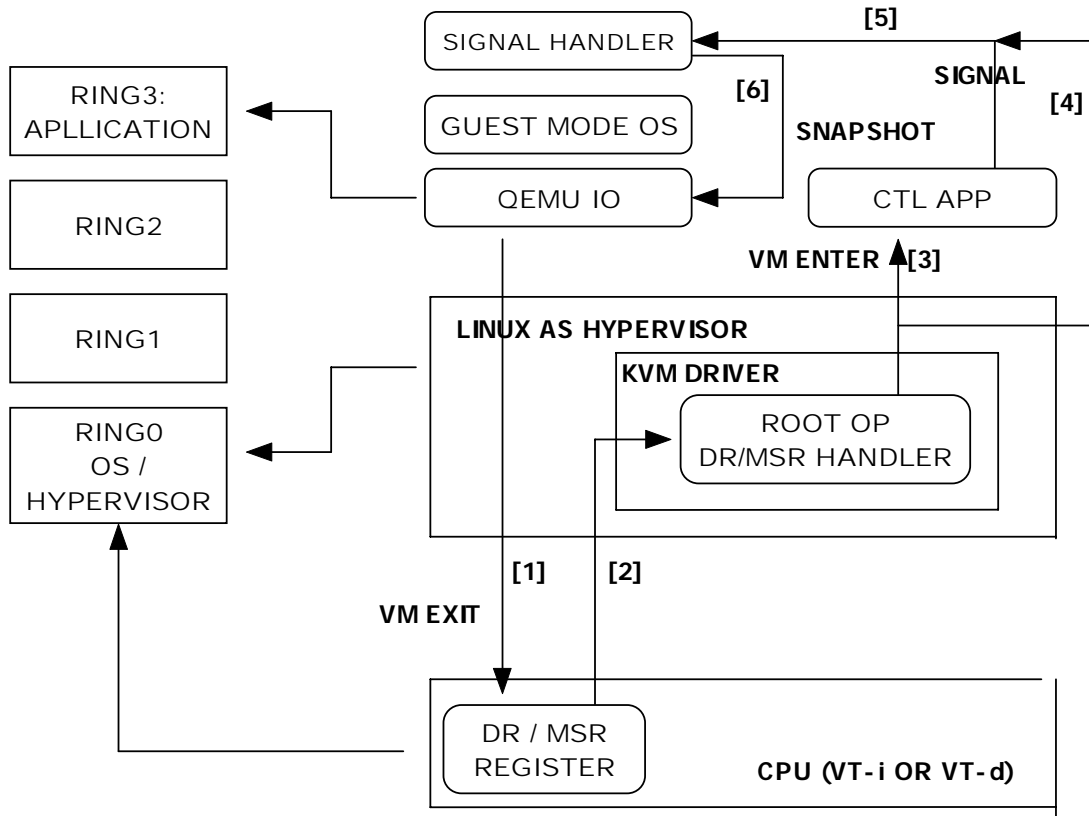 [5]
SIGNAL HANDLER
SIGNAL
[4]
[6]
RING3:
APLLICATION
GUEST MODE OS
SNAPSHOT
QEMU IO
CTL APP
RING2
VM ENTER
[3]
RING1
LINUX AS HYPERVISOR
KVM DRIVER
RING0
OS /
HYPERVISOR
ROOT OP
DR/MSR HANDLER
[1]
[2]
VM EXIT
DR / MSR
REGISTER
CPU (VT-i OR VT-d)